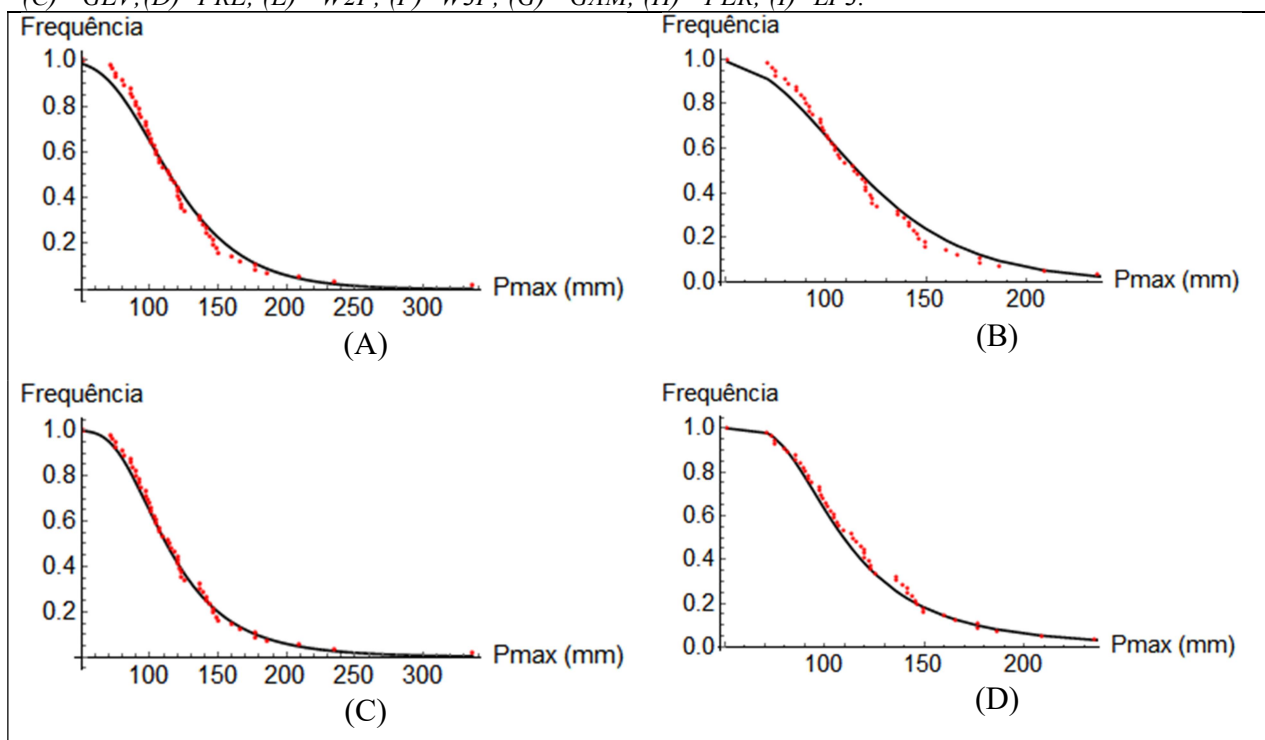 (C) – GEV;(D)–FRE; (E) – W2P; (F)–W3P; (G) – GAM; (H) – PER; (I)–LP3.
Frequência
1.0
0.8
0.6
0.4
0.2
100 150 200 250 300
Pmax (mm)
(A)
Frequência
1.0
0.8
0.6
0.4
0.2
0.0
100 200
Pmax (mm)
(B)
Frequência
1.0
0.8
0.6
0.4
0.2
100 150 200 250 300
Pmax (mm)
(C)
Frequência
1.0
0.8
0.6
0.4
0.2
0.0
100 200
Pmax (mm)
(D)